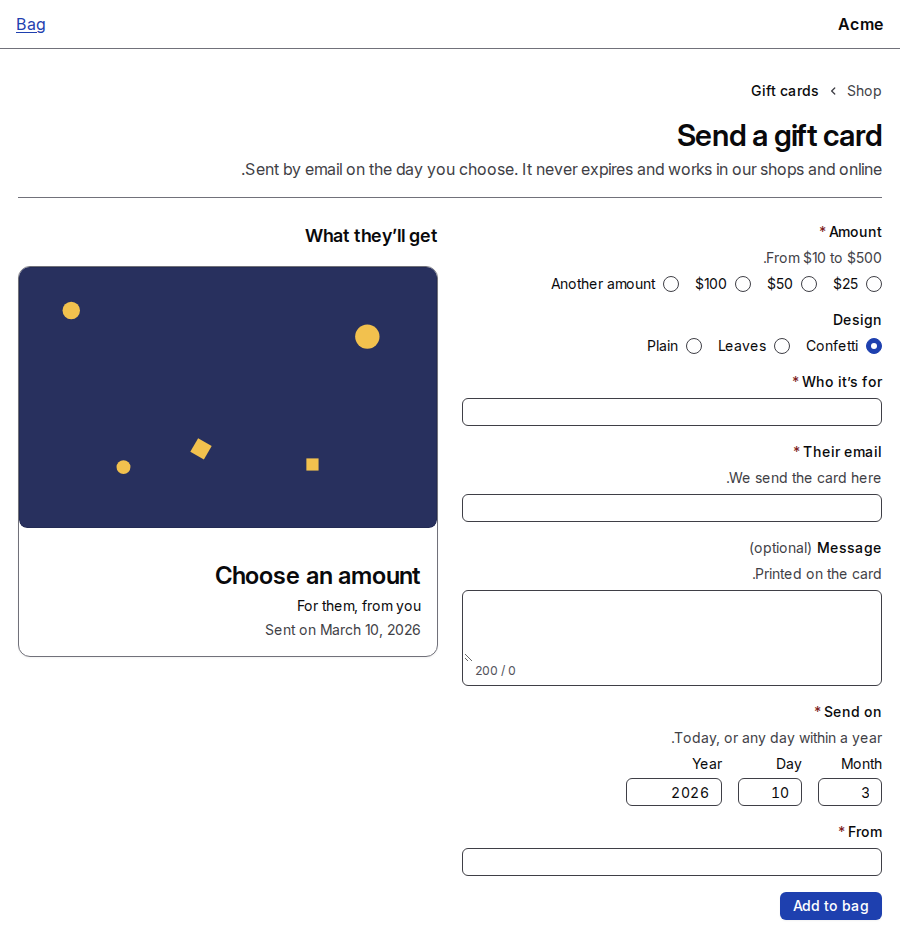 Acme
Bag
Shop › Gift cards
Send a gift card
Sent by email on the day you choose. It never expires and works in our shops and online.
Amount *
From $10 to $500.
$25
$50
$100
Another amount
Design
Confetti
Leaves
Plain
Who it’s for *
Their email *
We send the card here.
Message (optional)
Printed on the card.
200 / 0
Send on *
Today, or any day within a year.
Month
Day
Year
3
10
2026
From *
Add to bag
What they’ll get
Choose an amount
For them, from you
Sent on March 10, 2026